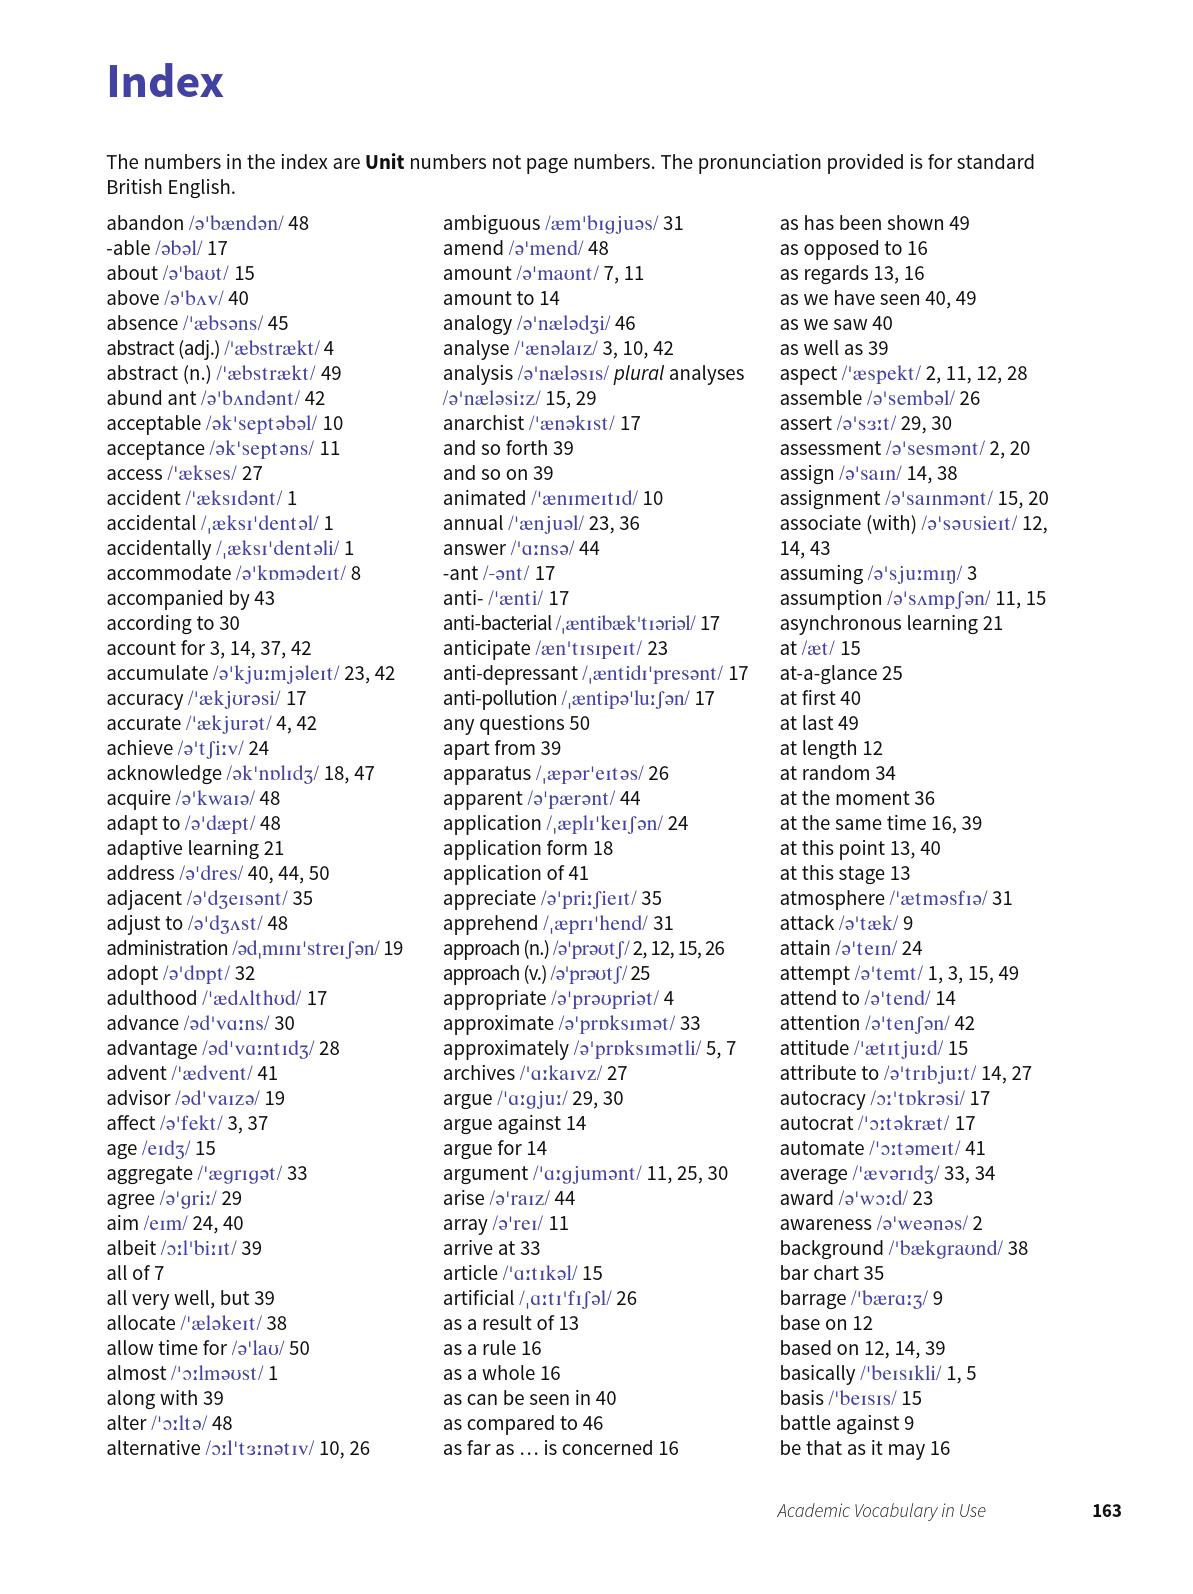 Index
The numbers in the index are Unit numbers not page numbers. The pronunciation provided is for standard
British English.
abandon /əˈbændən/ 48
-able /əbəl/ 17
about /əˈbaʊt/ 15
above /əˈbʌv/ 40
absence /ˈæbsəns/ 45
abstract (adj.) /ˈæbstrækt/ 4
abstract (n.) /ˈæbstrækt/ 49
abund ant /əˈbʌndənt/ 42
acceptable /əkˈseptəbəl/ 10
acceptance /əkˈseptəns/ 11
access /ˈækses/ 27
accident /ˈæksɪdənt/ 1
accidental /ˌæksɪˈdentəl/ 1
accidentally /ˌæksɪˈdentəli/ 1
accommodate /əˈkɒmədeɪt/ 8
accompanied by 43
according to 30
account for 3, 14, 37, 42
accumulate /əˈkjuːmjəleɪt/ 23, 42
accuracy /ˈækjʊrəsi/ 17
accurate /ˈækjurət/ 4, 42
achieve /əˈtʃiːv/ 24
acknowledge /əkˈnɒlɪdʒ/ 18, 47
acquire /əˈkwaɪə/ 48
adapt to /əˈdæpt/ 48
adaptive learning 21
address /əˈdres/ 40, 44, 50
adjacent /əˈdʒeɪsənt/ 35
adjust to /əˈdʒʌst/ 48
administration /ədˌmɪnɪˈstreɪʃən/ 19
adopt /əˈdɒpt/ 32
adulthood /ˈædʌlthʊd/ 17
advance /ədˈvɑːns/ 30
advantage /ədˈvɑːntɪdʒ/ 28
advent /ˈædvent/ 41
advisor /ədˈvaɪzə/ 19
affect /əˈfekt/ 3, 37
age /eɪdʒ/ 15
aggregate /ˈægrɪgət/ 33
agree /əˈgriː/ 29
aim /eɪm/ 24, 40
albeit /ɔːlˈbiːɪt/ 39
all of 7
all very well, but 39
allocate /ˈæləkeɪt/ 38
allow time for /əˈlaʊ/ 50
almost /ˈɔːlməʊst/ 1
along with 39
alter /ˈɔːltə/ 48
alternative /ɔːlˈtɜːnətɪv/ 10, 26
ambiguous /æmˈbɪgjuəs/ 31
amend /əˈmend/ 48
amount /əˈmaʊnt/ 7, 11
amount to 14
analogy /əˈnælədʒi/ 46
analyse /ˈænəlaɪz/ 3, 10, 42
analysis /əˈnæləsɪs/ plural analyses
/əˈnæləsiːz/ 15, 29
anarchist /ˈænəkɪst/ 17
and so forth 39
and so on 39
animated /ˈænɪmeɪtɪd/ 10
annual /ˈænjuəl/ 23, 36
answer /ˈɑːnsə/ 44
-ant /-ənt/ 17
anti- /ˈænti/ 17
anti-bacterial /ˌæntibækˈtɪəriəl/ 17
anticipate /ænˈtɪsɪpeɪt/ 23
anti-depressant /ˌæntidɪˈpresənt/ 17
anti-pollution /ˌæntipəˈluːʃən/ 17
any questions 50
apart from 39
apparatus /ˌæpərˈeɪtəs/ 26
apparent /əˈpærənt/ 44
application /ˌæplɪˈkeɪʃən/ 24
application form 18
application of 41
appreciate /əˈpriːʃieɪt/ 35
apprehend /ˌæprɪˈhend/ 31
approach (n.) /əˈprəʊtʃ/ 2, 12, 15, 26
approach (v.) /əˈprəʊtʃ/ 25
appropriate /əˈprəʊpriət/ 4
approximate /əˈprɒksɪmət/ 33
approximately /əˈprɒksɪmətli/ 5, 7
archives /ˈɑːkaɪvz/ 27
argue /ˈɑːgjuː/ 29, 30
argue against 14
argue for 14
argument /ˈɑːgjumənt/ 11, 25, 30
arise /əˈraɪz/ 44
array /əˈreɪ/ 11
arrive at 33
article /ˈɑːtɪkəl/ 15
artificial /ˌɑːtɪˈfɪʃəl/ 26
as a result of 13
as a rule 16
as a whole 16
as can be seen in 40
as compared to 46
as far as … is concerned 16
as has been shown 49
as opposed to 16
as regards 13, 16
as we have seen 40, 49
as we saw 40
as well as 39
aspect /ˈæspekt/ 2, 11, 12, 28
assemble /əˈsembəl/ 26
assert /əˈsɜːt/ 29, 30
assessment /əˈsesmənt/ 2, 20
assign /əˈsaɪn/ 14, 38
assignment /əˈsaɪnmənt/ 15, 20
associate (with) /əˈsəʊsieɪt/ 12,
14, 43
assuming /əˈsjuːmɪŋ/ 3
assumption /əˈsʌmpʃən/ 11, 15
asynchronous learning 21
at /æt/ 15
at-a-glance 25
at first 40
at last 49
at length 12
at random 34
at the moment 36
at the same time 16, 39
at this point 13, 40
at this stage 13
atmosphere /ˈætməsfɪə/ 31
attack /əˈtæk/ 9
attain /əˈteɪn/ 24
attempt /əˈtemt/ 1, 3, 15, 49
attend to /əˈtend/ 14
attention /əˈtenʃən/ 42
attitude /ˈætɪtjuːd/ 15
attribute to /əˈtrɪbjuːt/ 14, 27
autocracy /ɔːˈtɒkrəsi/ 17
autocrat /ˈɔːtəkræt/ 17
automate /ˈɔːtəmeɪt/ 41
average /ˈævərɪdʒ/ 33, 34
award /əˈwɔːd/ 23
awareness /əˈweənəs/ 2
background /ˈbækgraʊnd/ 38
bar chart 35
barrage /ˈbærɑːʒ/ 9
base on 12
based on 12, 14, 39
basically /ˈbeɪsɪkli/ 1, 5
basis /ˈbeɪsɪs/ 15
battle against 9
be that as it may 16
Academic Vocabulary in Use 163